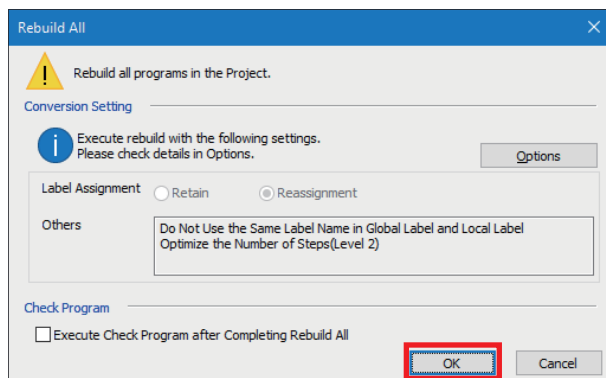 Rebuild All
Rebuild all programs in the Project.
Conversion Setting
Execute rebuild with the following settings.
Please check details in Options.
Options
Label Assignment Retain Reassignment
Others
Do Not Use the Same Label Name in Global Label and Local Label
Optimize the Number of Steps(Level 2)
Check Program
Execute Check Program after Completing Rebuild All
OK Cancel